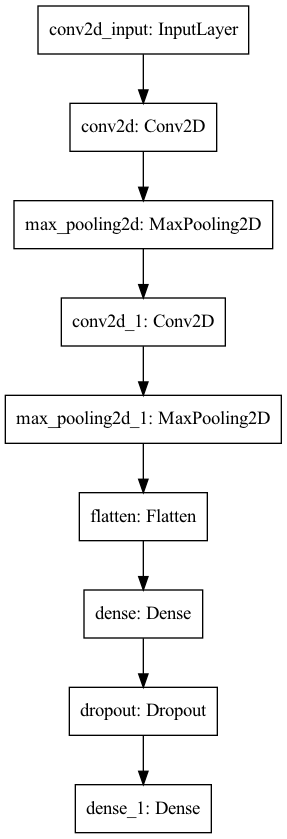 conv2d_input: InputLayer
conv2d: Conv2D
max_pooling2d: MaxPooling2D
conv2d_1: Conv2D
max_pooling2d_1: MaxPooling2D
flatten: Flatten
dense: Dense
dropout: Dropout
dense_1: Dense